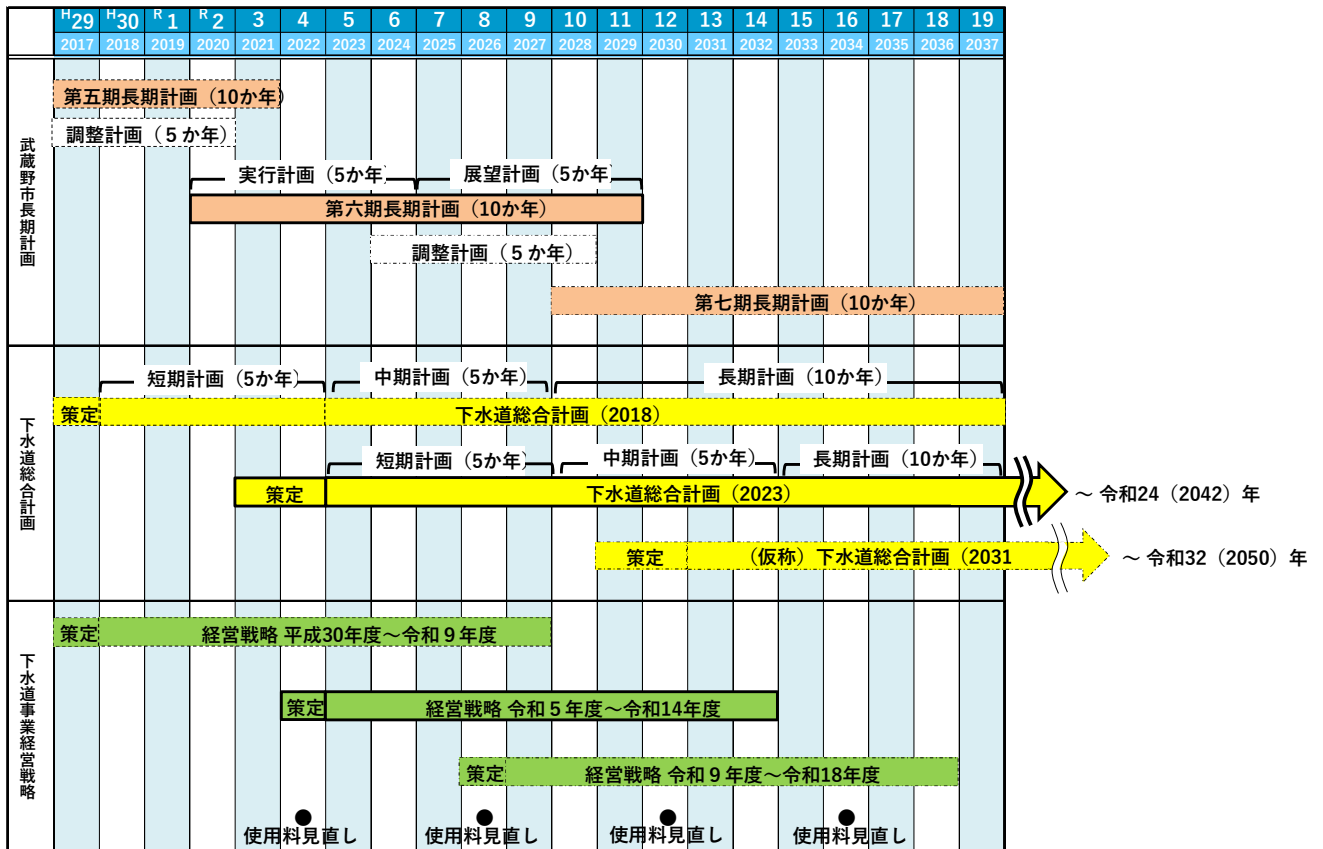 H29 H30 R1 R2 3 4 5 6 7 8 9 10 11 12 13 14 15 16 17 18 19
2017 2018 2019 2020 2021 2022 2023 2024 2025 2026 2027 2028 2029 2030 2031 2032 2033 2034 2035 2036 2037
武蔵野市長期計画
第五期長期計画（10か年）
調整計画（５か年）
実行計画（5か年） 展望計画（5か年）
第六期長期計画（10か年）
調整計画（５か年）
第七期長期計画（10か年）
下水道総合計画
短期計画（5か年） 中期計画（5か年） 長期計画（10か年）
策定 下水道総合計画（2018）
短期計画（5か年） 中期計画（5か年） 長期計画（10か年）
策定 下水道総合計画（2023） ～ 令和24（2042）年
策定 （仮称）下水道総合計画（2031 ～ 令和32（2050）年
下水道事業経営戦略
策定 経営戦略 平成30年度～令和９年度
策定 経営戦略 令和５年度～令和14年度
策定 経営戦略 令和９年度～令和18年度
使用料見直し 使用料見直し 使用料見直し 使用料見直し